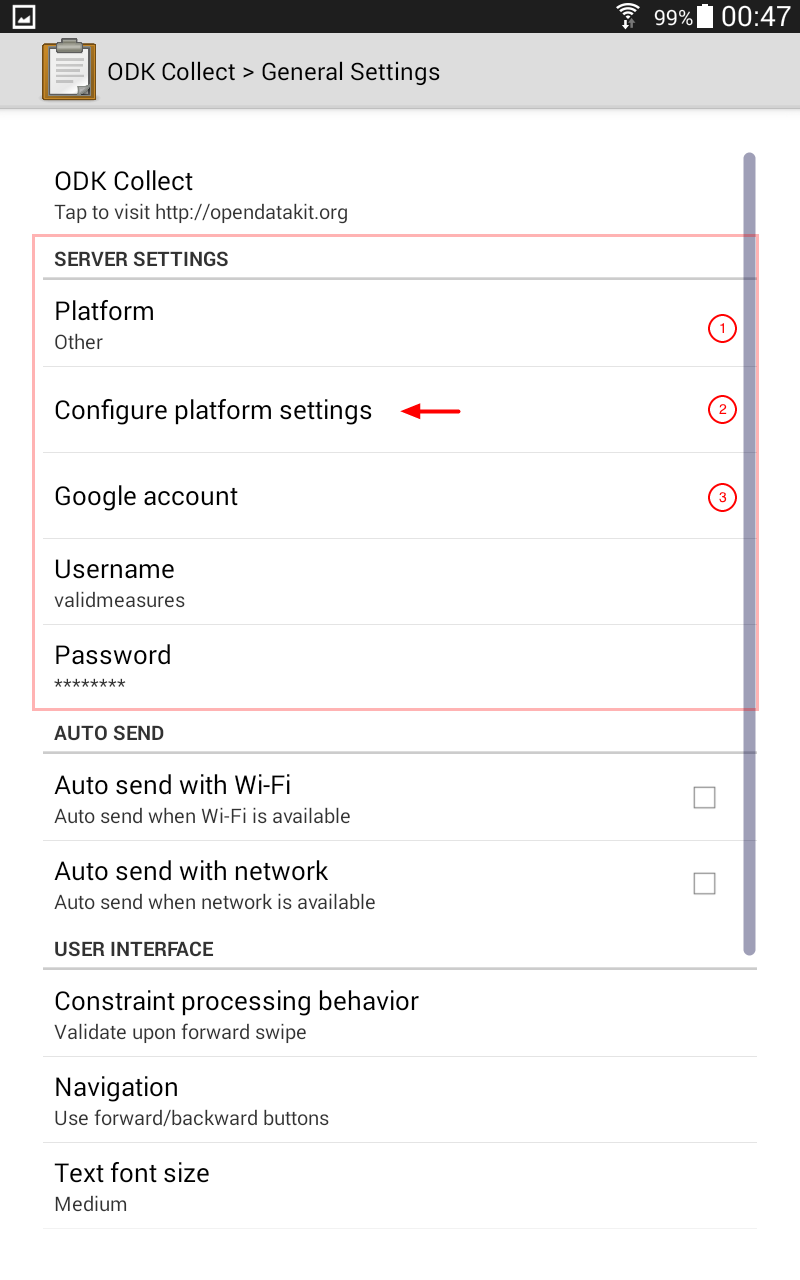 99% 00:47
ODK Collect > General Settings
ODK Collect
Tap to visit http://opendatakit.org
SERVER SETTINGS
Platform
Other
1
Configure platform settings
2
Google account
3
Username
validmeasures
Password
********
AUTO SEND
Auto send with Wi-Fi
Auto send when Wi-Fi is available
Auto send with network
Auto send when network is available
USER INTERFACE
Constraint processing behavior
Validate upon forward swipe
Navigation
Use forward/backward buttons
Text font size
Medium